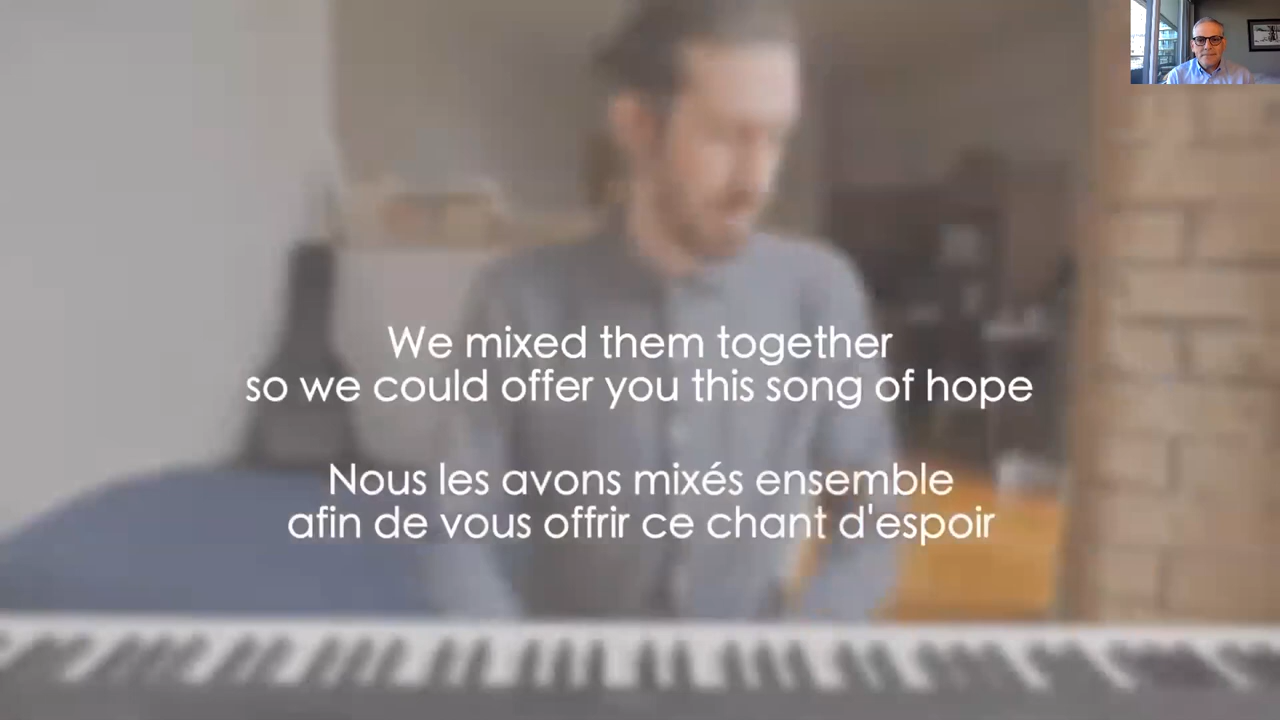 We mixed them together
so we could offer you this song of hope
Nous les avons mixés ensemble
afin de vous offrir ce chant d'espoir